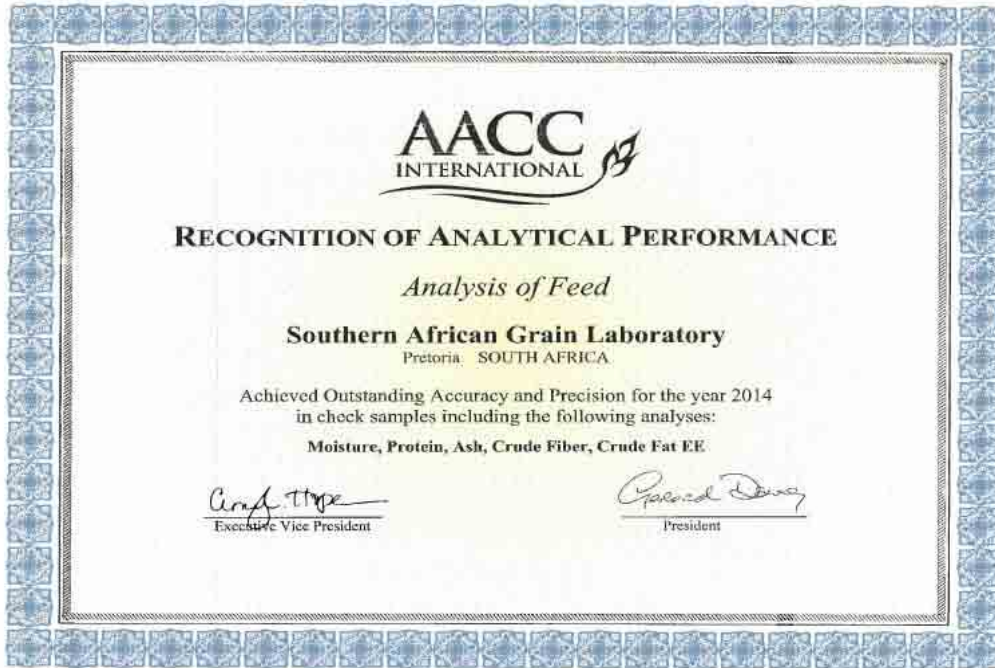 AACC
INTERNATIONAL
RECOGNITION OF ANALYTICAL PERFORMANCE
Analysis of Feed
Southern African Grain Laboratory
Pretoria SOUTH AFRICA
Achieved Outstanding Accuracy and Precision for the year 2014
in check samples including the following analyses:
Moisture, Protein, Ash, Crude Fiber, Crude Fat EE
Executive Vice President
President